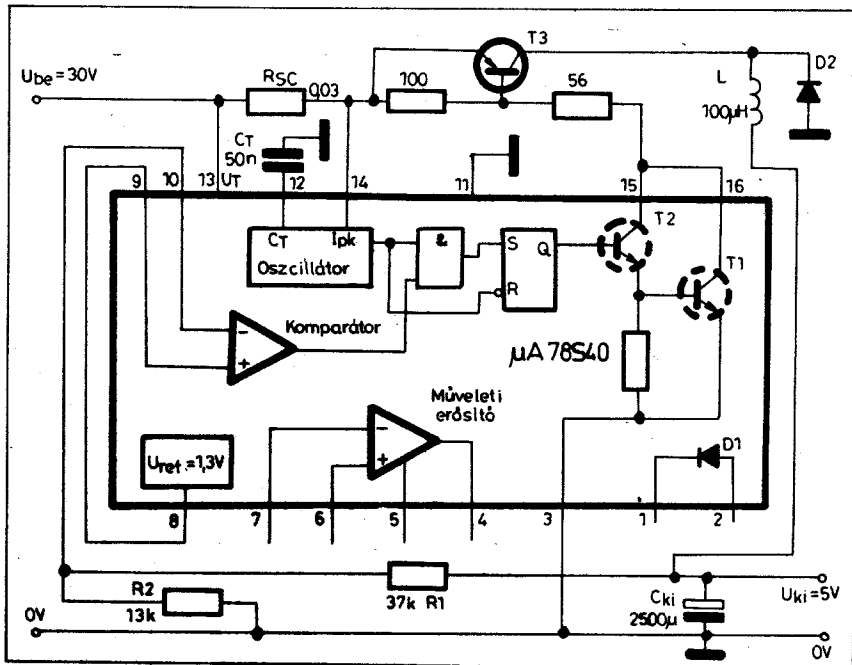 T3
D2
Ube = 30V
RSC
0,03
100
56
L
100µH
CT
50n
9
10
13
UT
12
14
11
15
16
CT
Ipk
Oszcillátor
&
S
Q
R
T2
T1
Komparátor
-
+
µA 78S40
Műveleti
erősítő
-
+
Uref. = 1,3V
D1
8
7
6
5
4
3
1
2
R2
13k
37k R1
Cki
2500µ
Uki = 5V
0V
0V